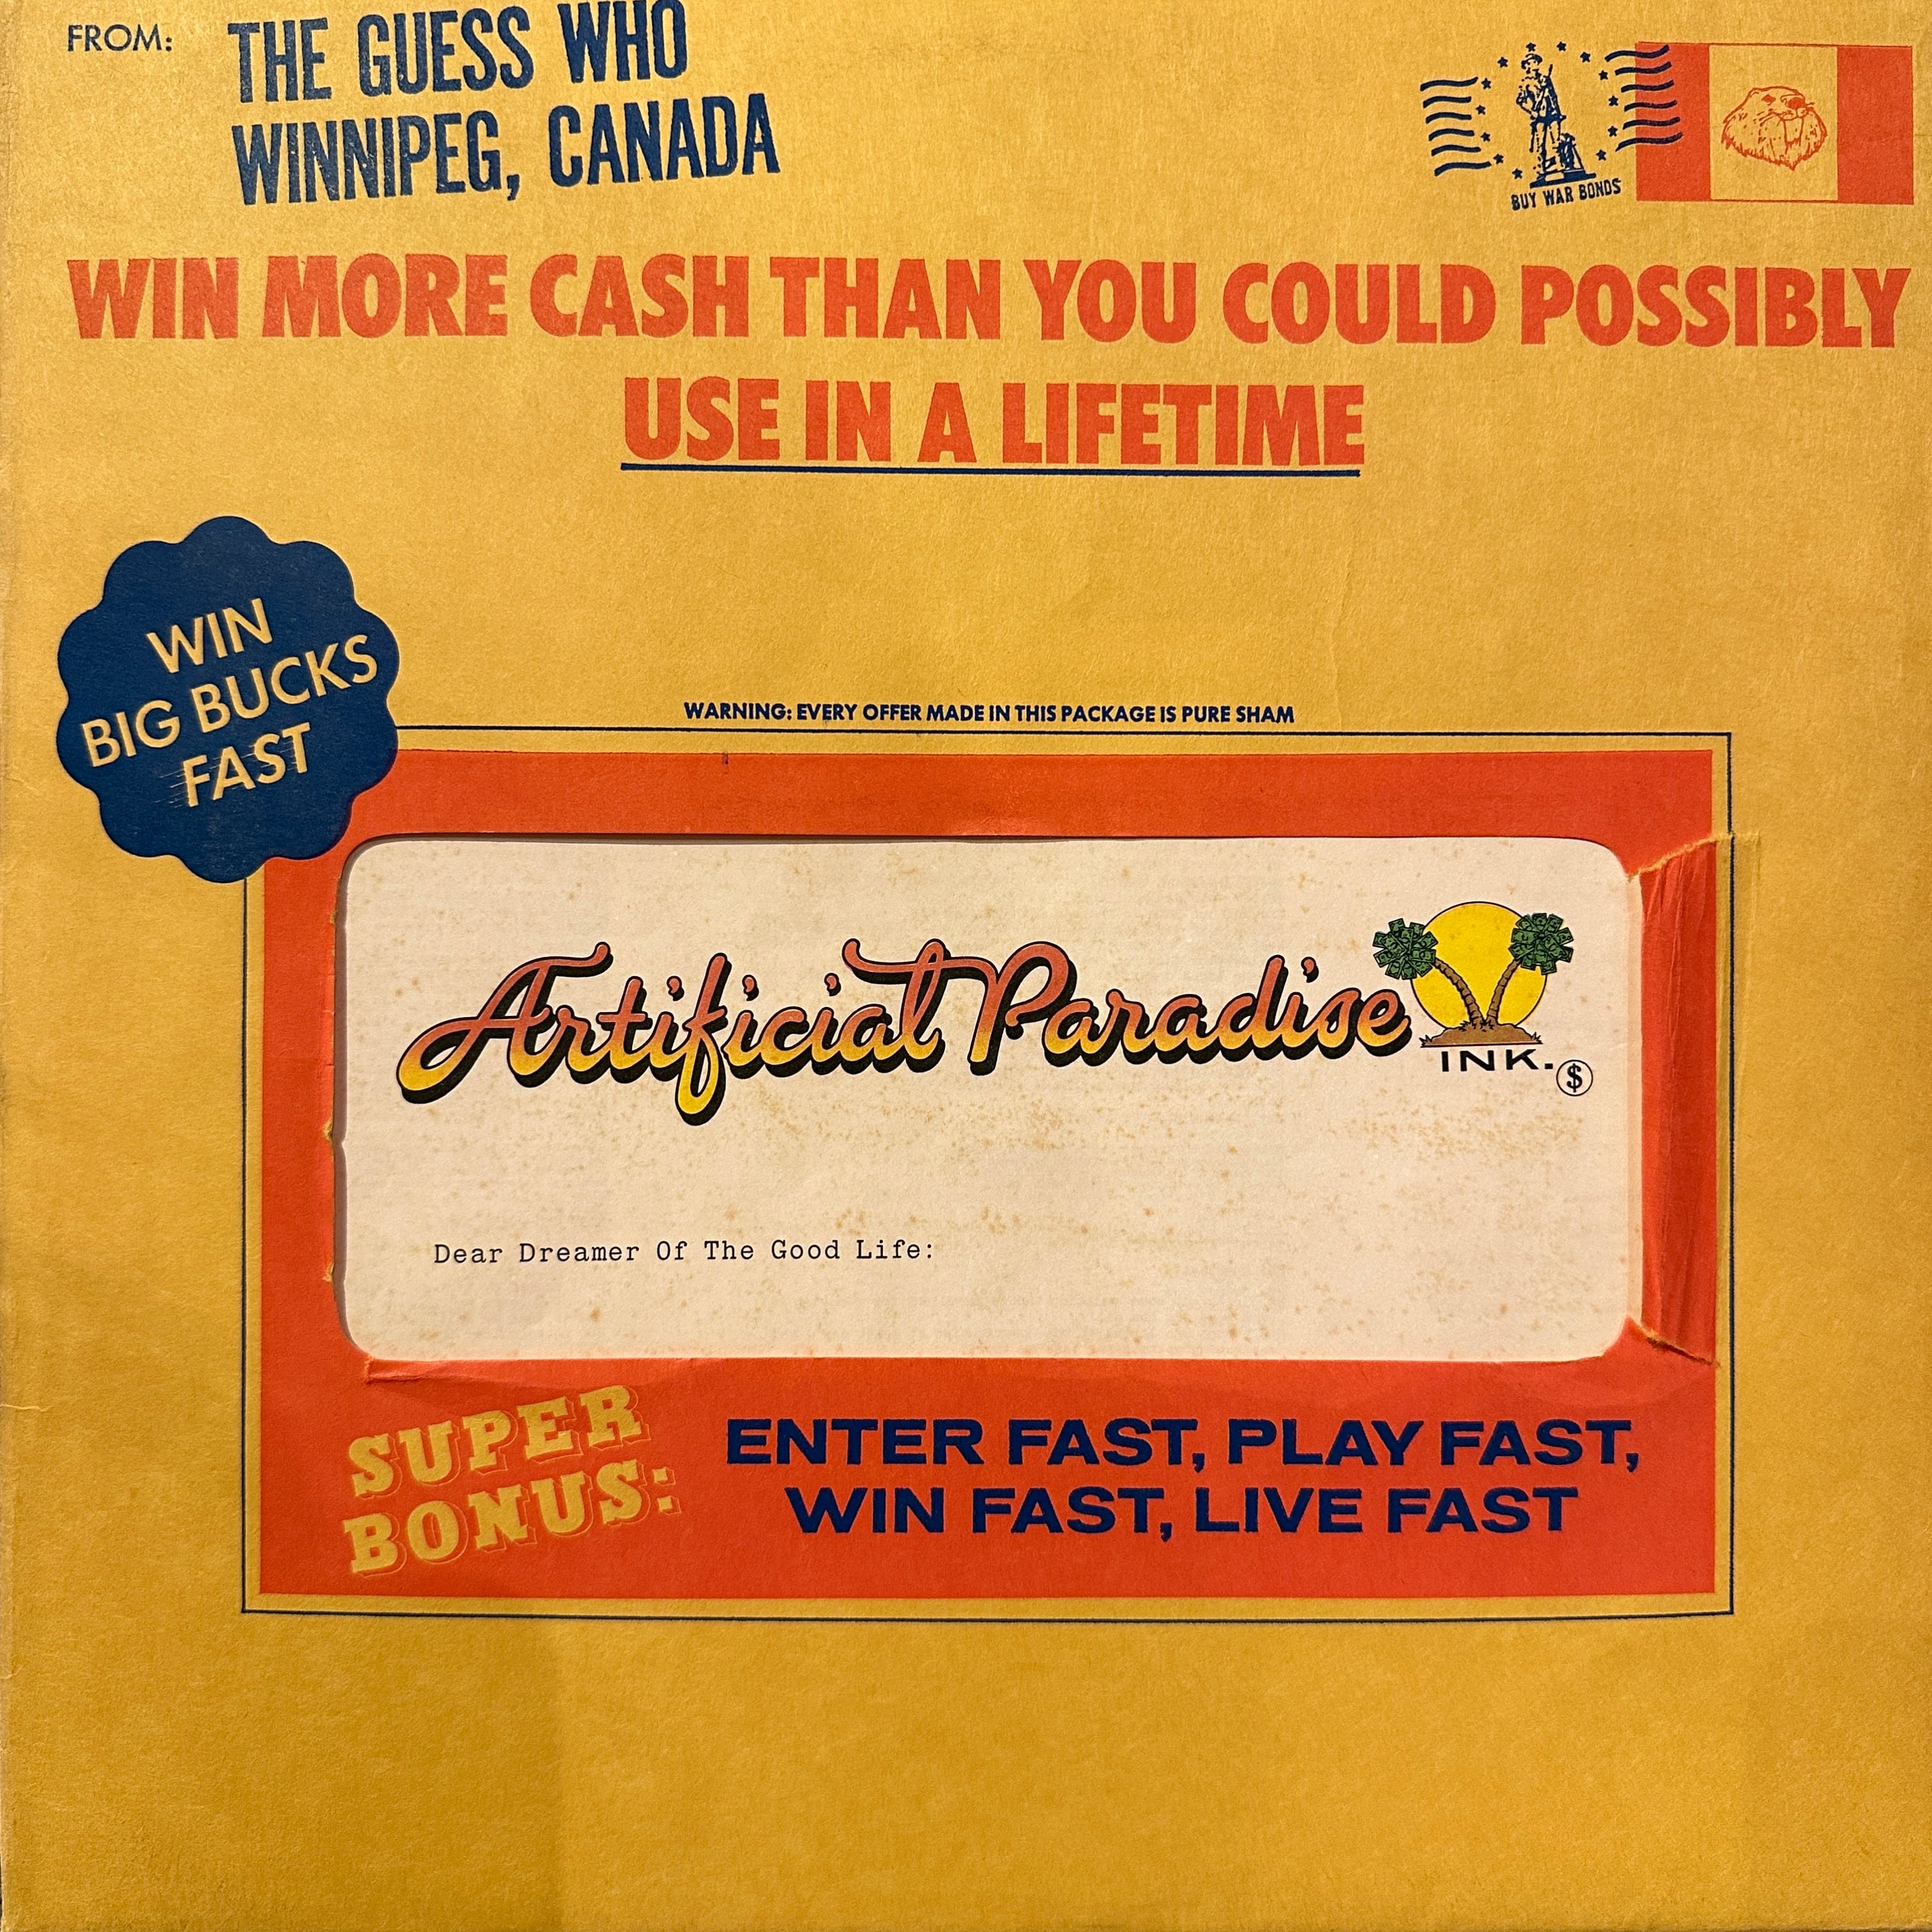 FROM:
THE GUESS WHO
WINNIPEG, CANADA
BUY WAR BONDS
WIN MORE CASH THAN YOU COULD POSSIBLY
USE IN A LIFETIME
WIN
BIG BUCKS
FAST
WARNING: EVERY OFFER MADE IN THIS PACKAGE IS PURE SHAM
Artificial Paradise
INK.
$
Dear Dreamer Of The Good Life:
SUPER
BONUS:
ENTER FAST, PLAY FAST,
WIN FAST, LIVE FAST